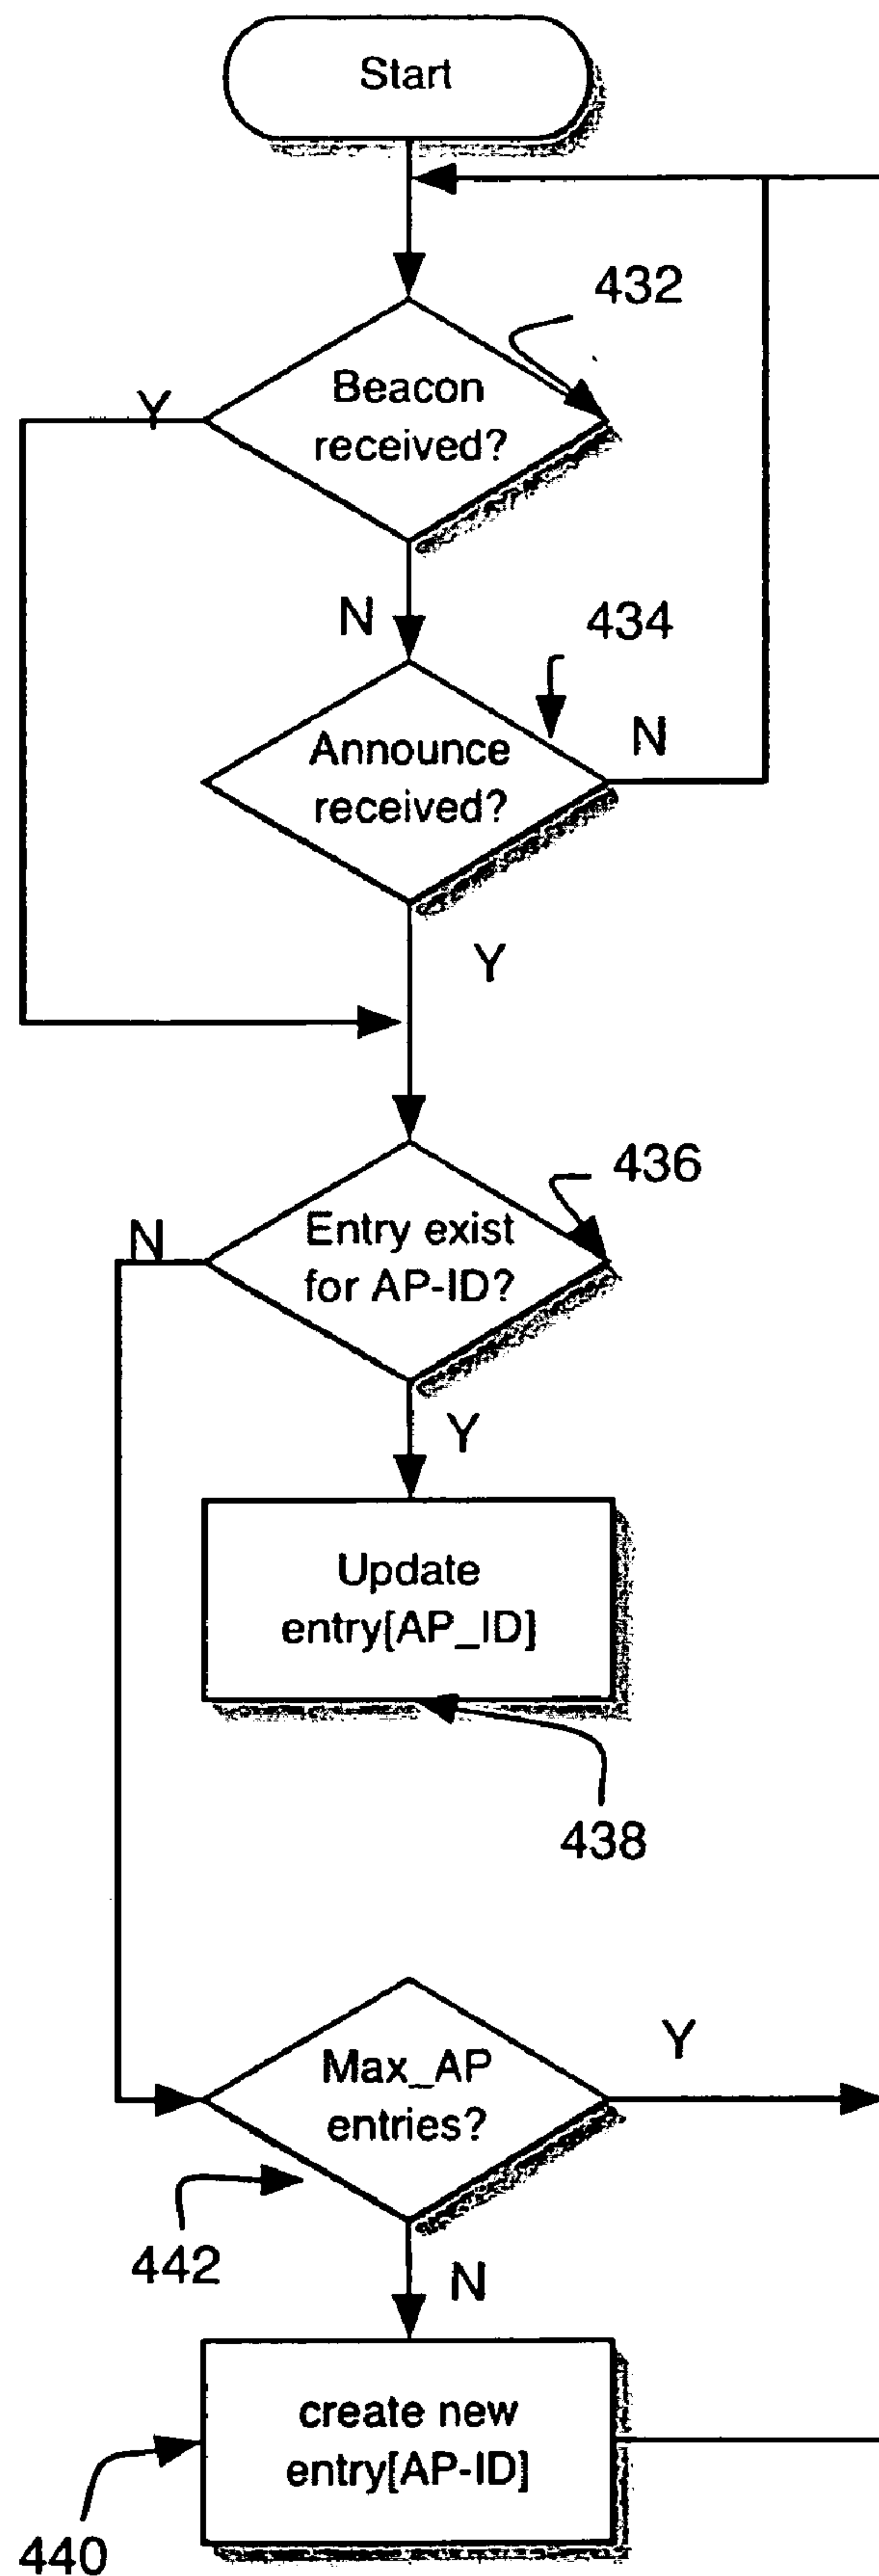 Start
432
Beacon
received?
Y
N
434
Announce
received?
N
Y
436
Entry exist
for AP-ID?
N
Y
Update
entry[AP_ID]
438
Max_AP
entries?
Y
442
N
create new
entry[AP-ID]
440